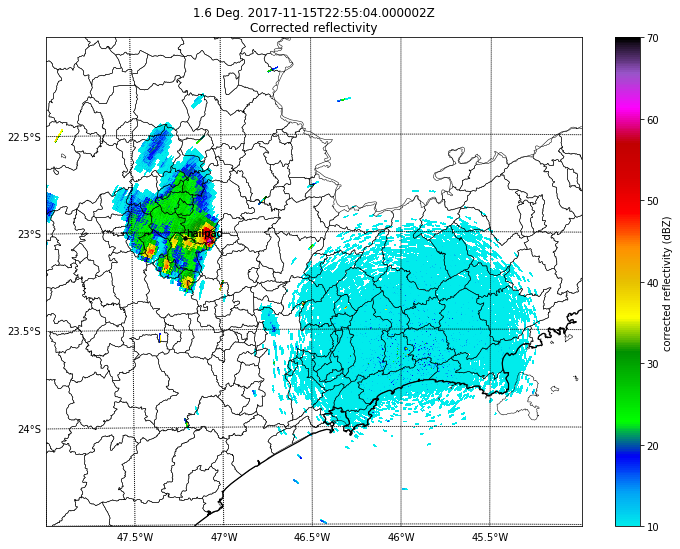 1.6 Deg. 2017-11-15T22:55:04.000002Z
Corrected reflectivity
70
60
50
40
30
20
10
corrected reflectivity (dBZ)
22.5°S
23°S
23.5°S
24°S
47.5°W
47°W
46.5°W
46°W
45.5°W